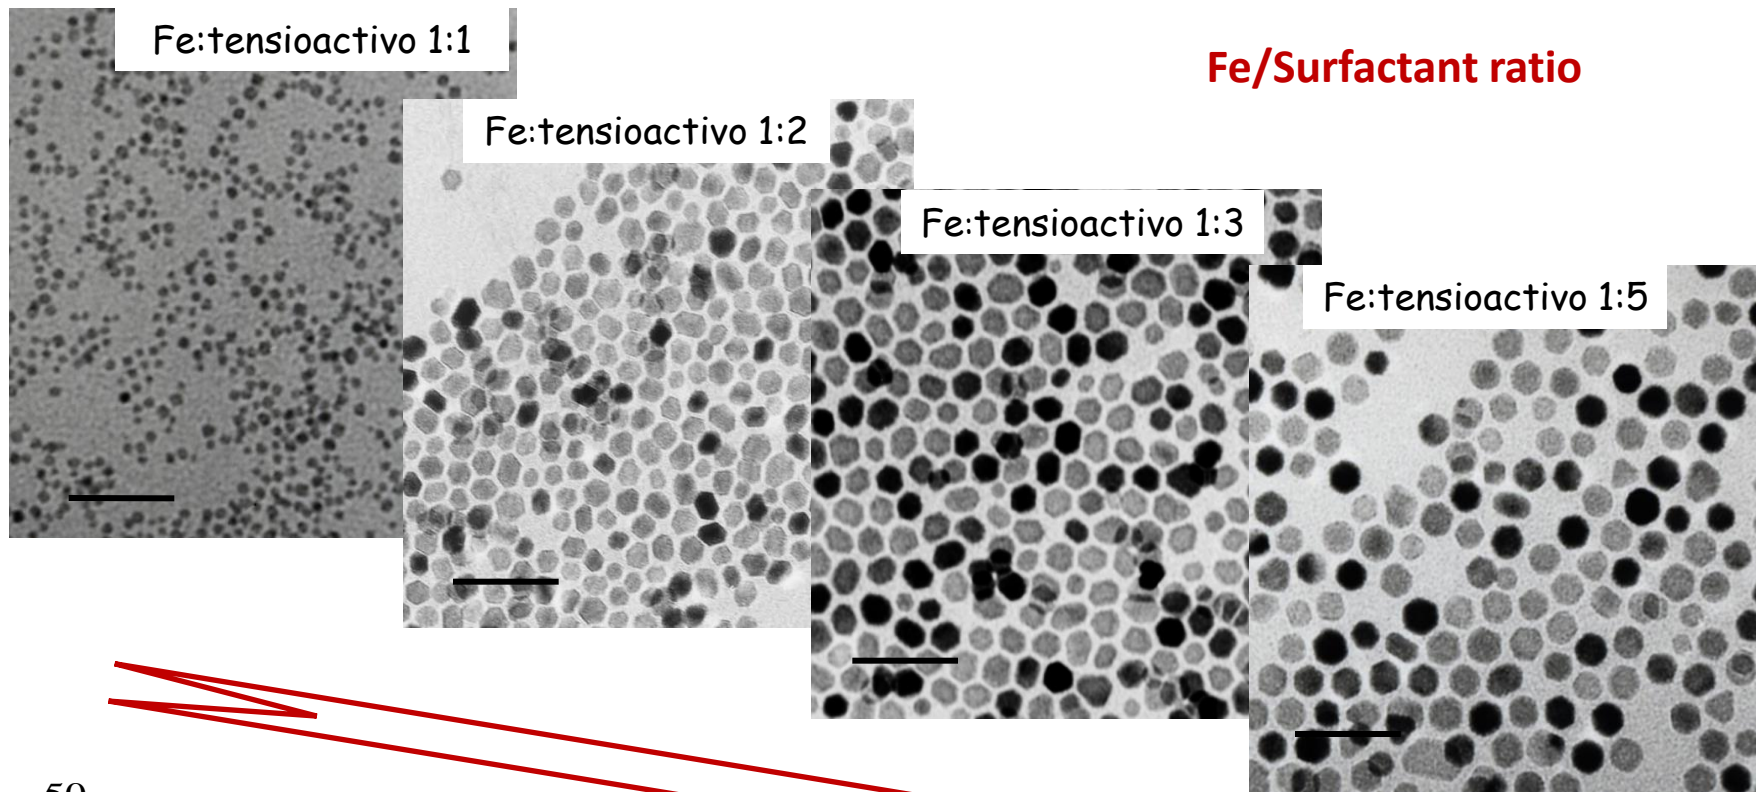 Fe:tensioactivo 1:1
Fe/Surfactant ratio
Fe:tensioactivo 1:2
Fe:tensioactivo 1:3
Fe:tensioactivo 1:5